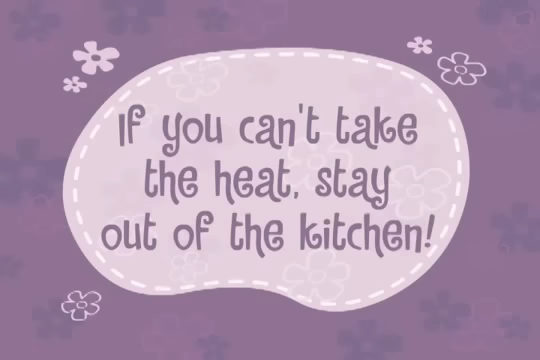 If you can't take
the heat, stay
out of the kitchen!